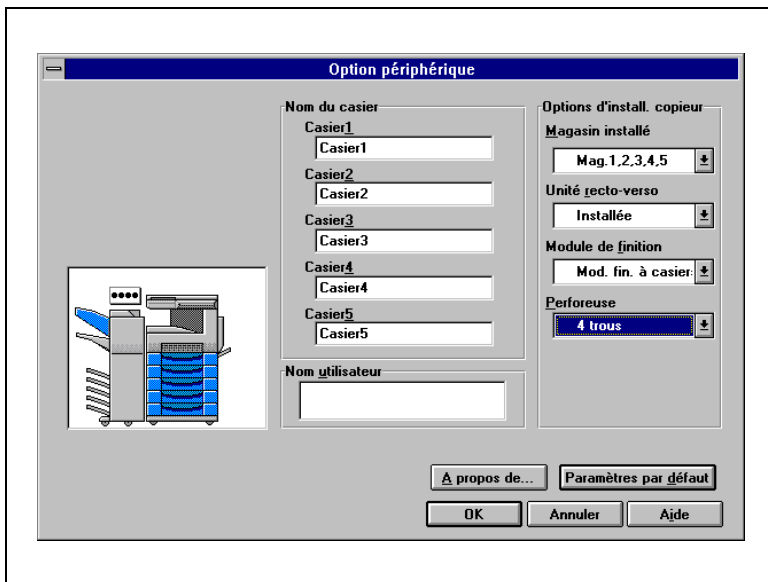 Option périphérique
Nom du casier
Casier1
Casier1
Casier2
Casier2
Casier3
Casier3
Casier4
Casier4
Casier5
Casier5
Nom utilisateur
Options d'install. copieur
Magasin installé
Mag.1,2,3,4,5
Unité recto-verso
Installée
Module de finition
Mod. fin. à casier
Perforeuse
4 trous
A propos de...
Paramètres par défaut
OK
Annuler
Aide